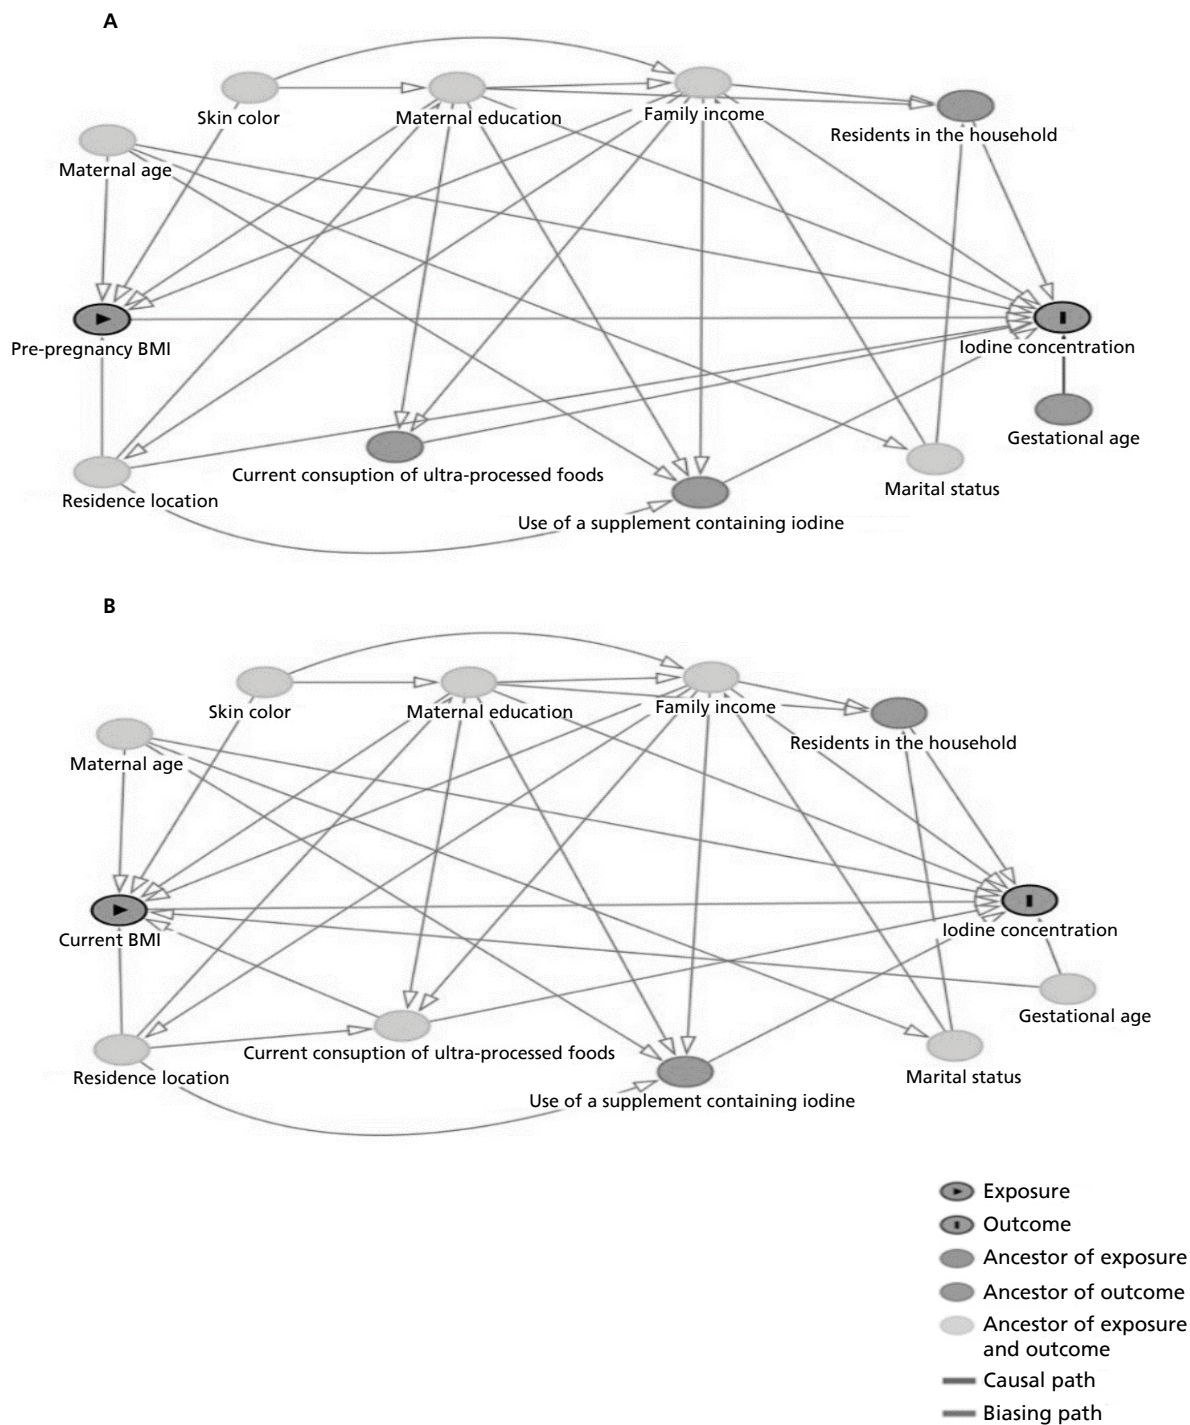 A
Skin color
Maternal education
Family income
Residents in the household
Maternal age
Pre-pregnancy BMI
Iodine concentration
Gestational age
Current consuption of ultra-processed foods
Marital status
Residence location
Use of a supplement containing iodine
B
Skin color
Maternal education
Family income
Residents in the household
Maternal age
Current BMI
Iodine concentration
Gestational age
Current consuption of ultra-processed foods
Residence location
Marital status
Use of a supplement containing iodine
Exposure
Outcome
Ancestor of exposure
Ancestor of outcome
Ancestor of exposure
and outcome
Causal path
Biasing path